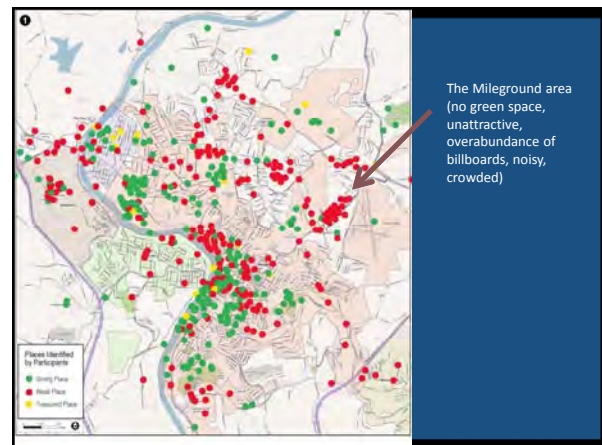 1
The Mileground area
(no green space,
unattractive,
overabundance of
billboards, noisy,
crowded)
Places Identified
by Participants
Strong Place
Weak Place
Treasured Place